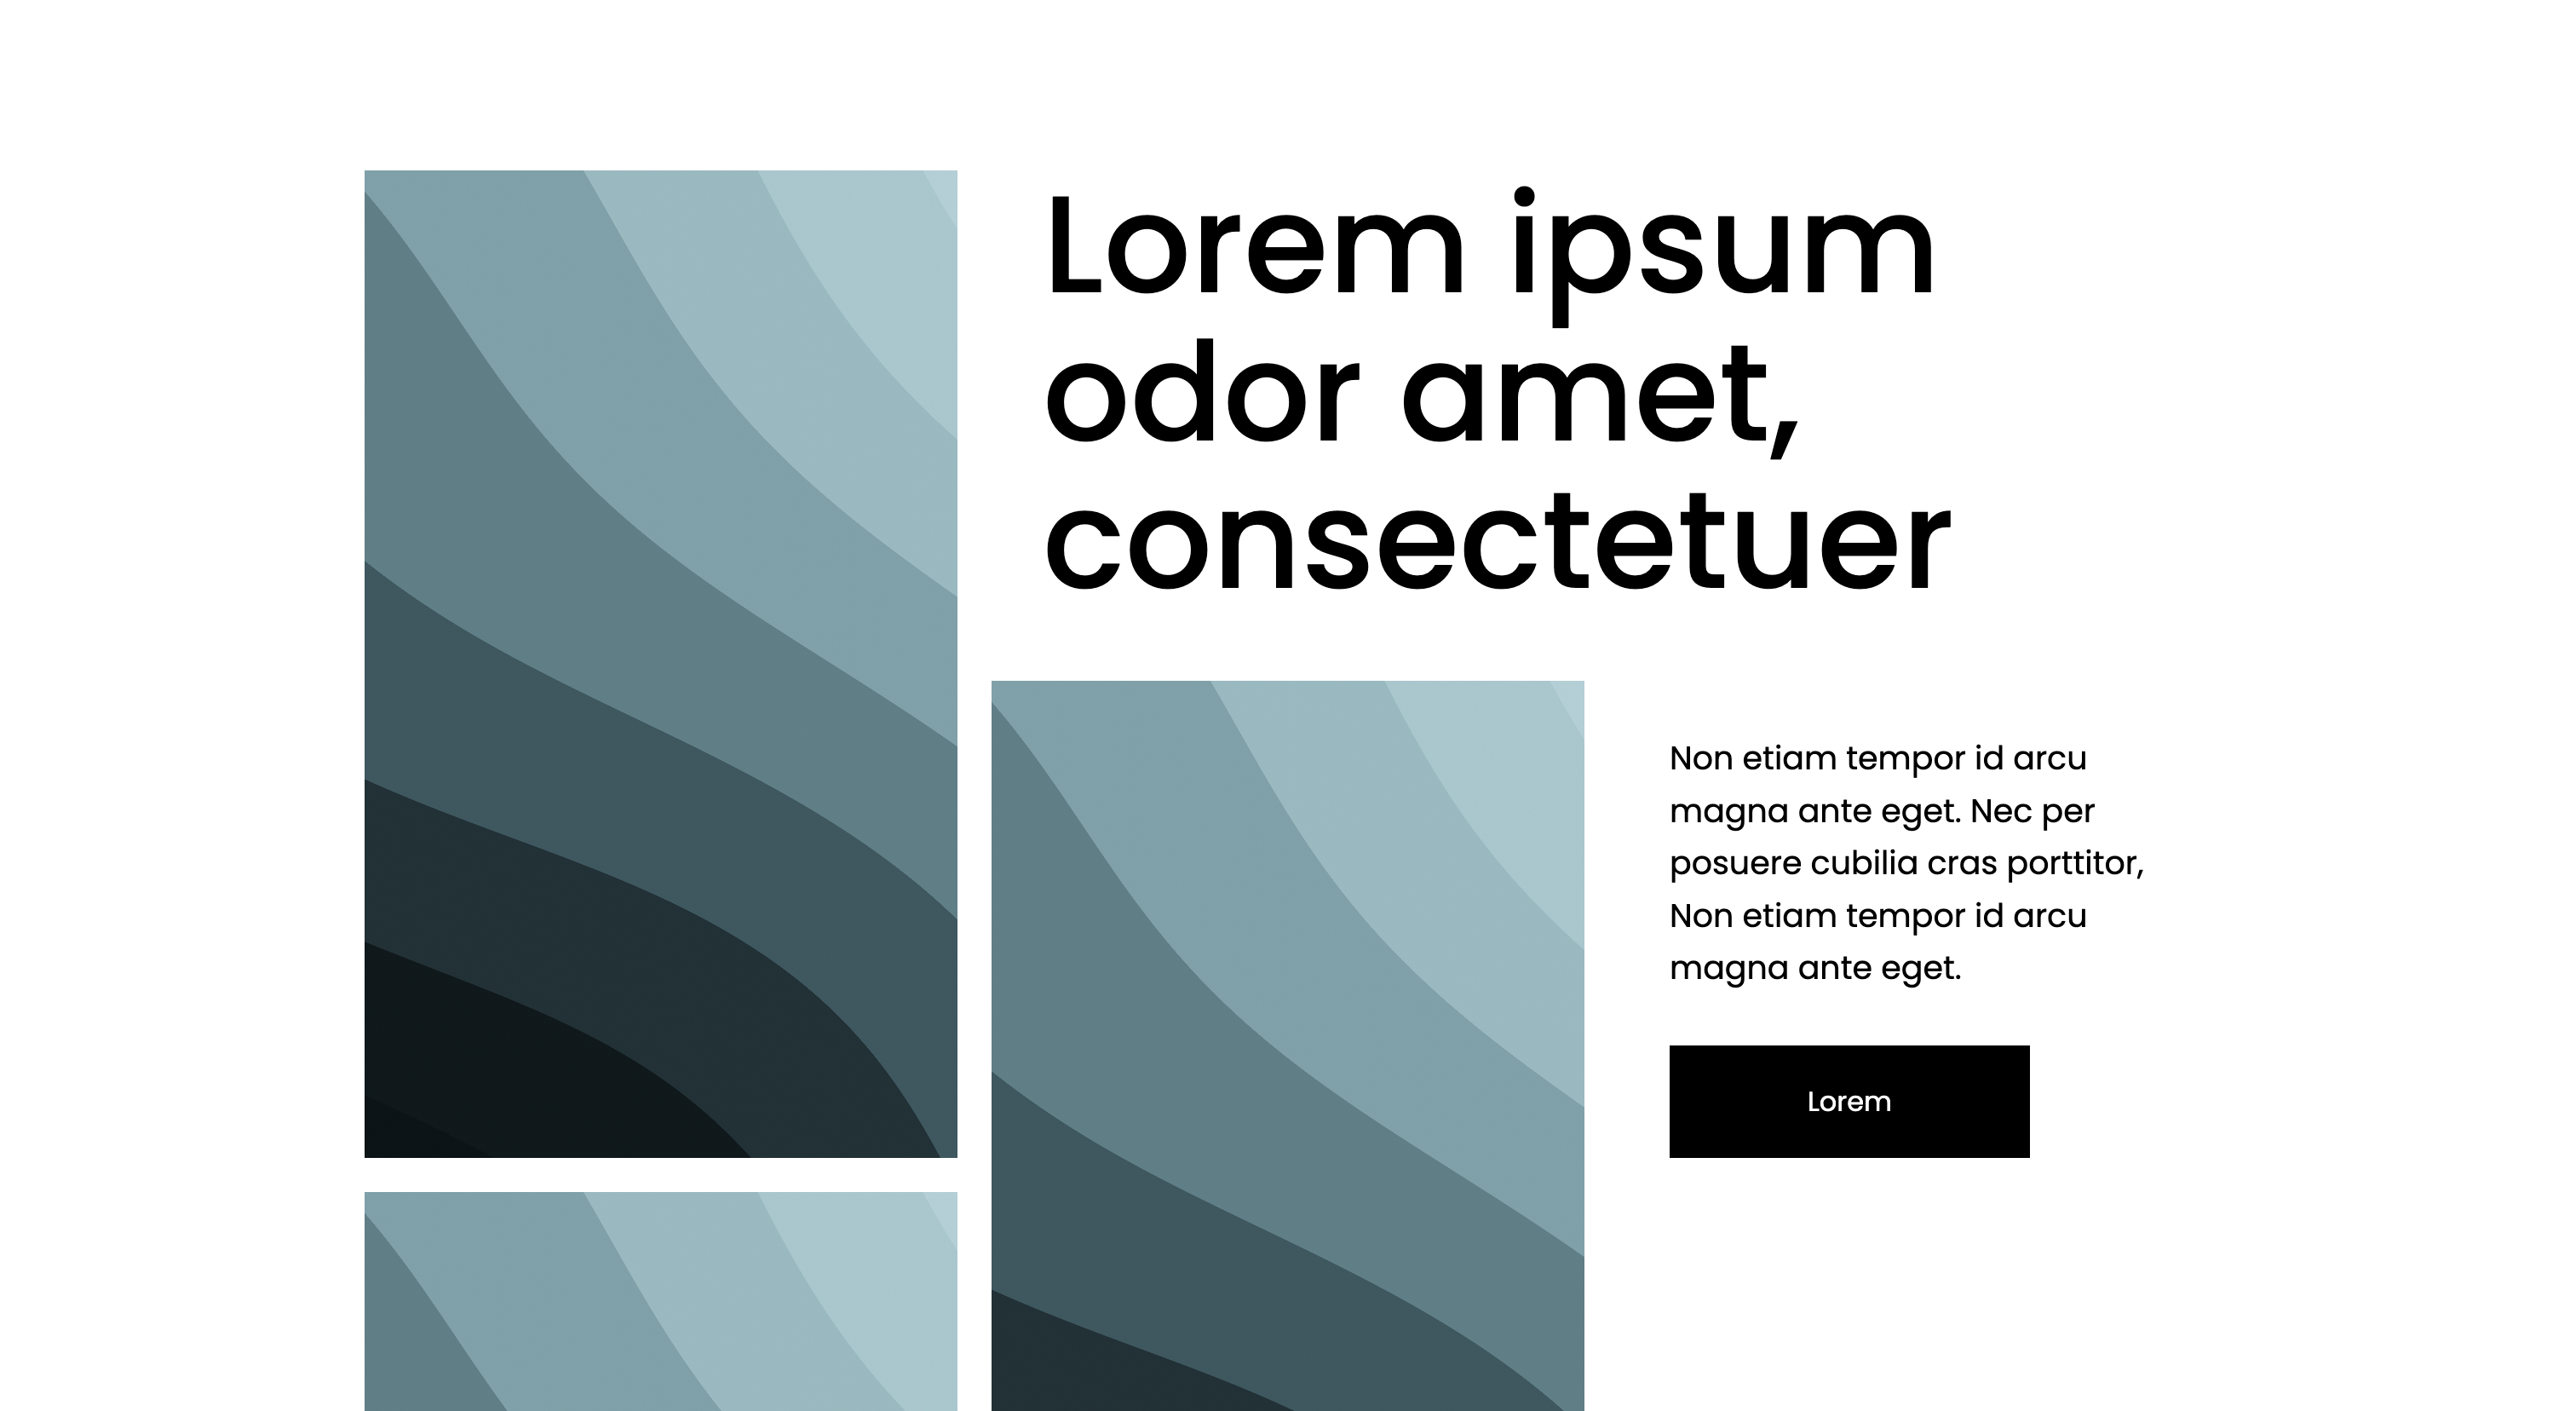 Lorem ipsum
odor amet,
consectetuer
Non etiam tempor id arcu
magna ante eget. Nec per
posuere cubilia cras porttitor,
Non etiam tempor id arcu
magna ante eget.
Lorem